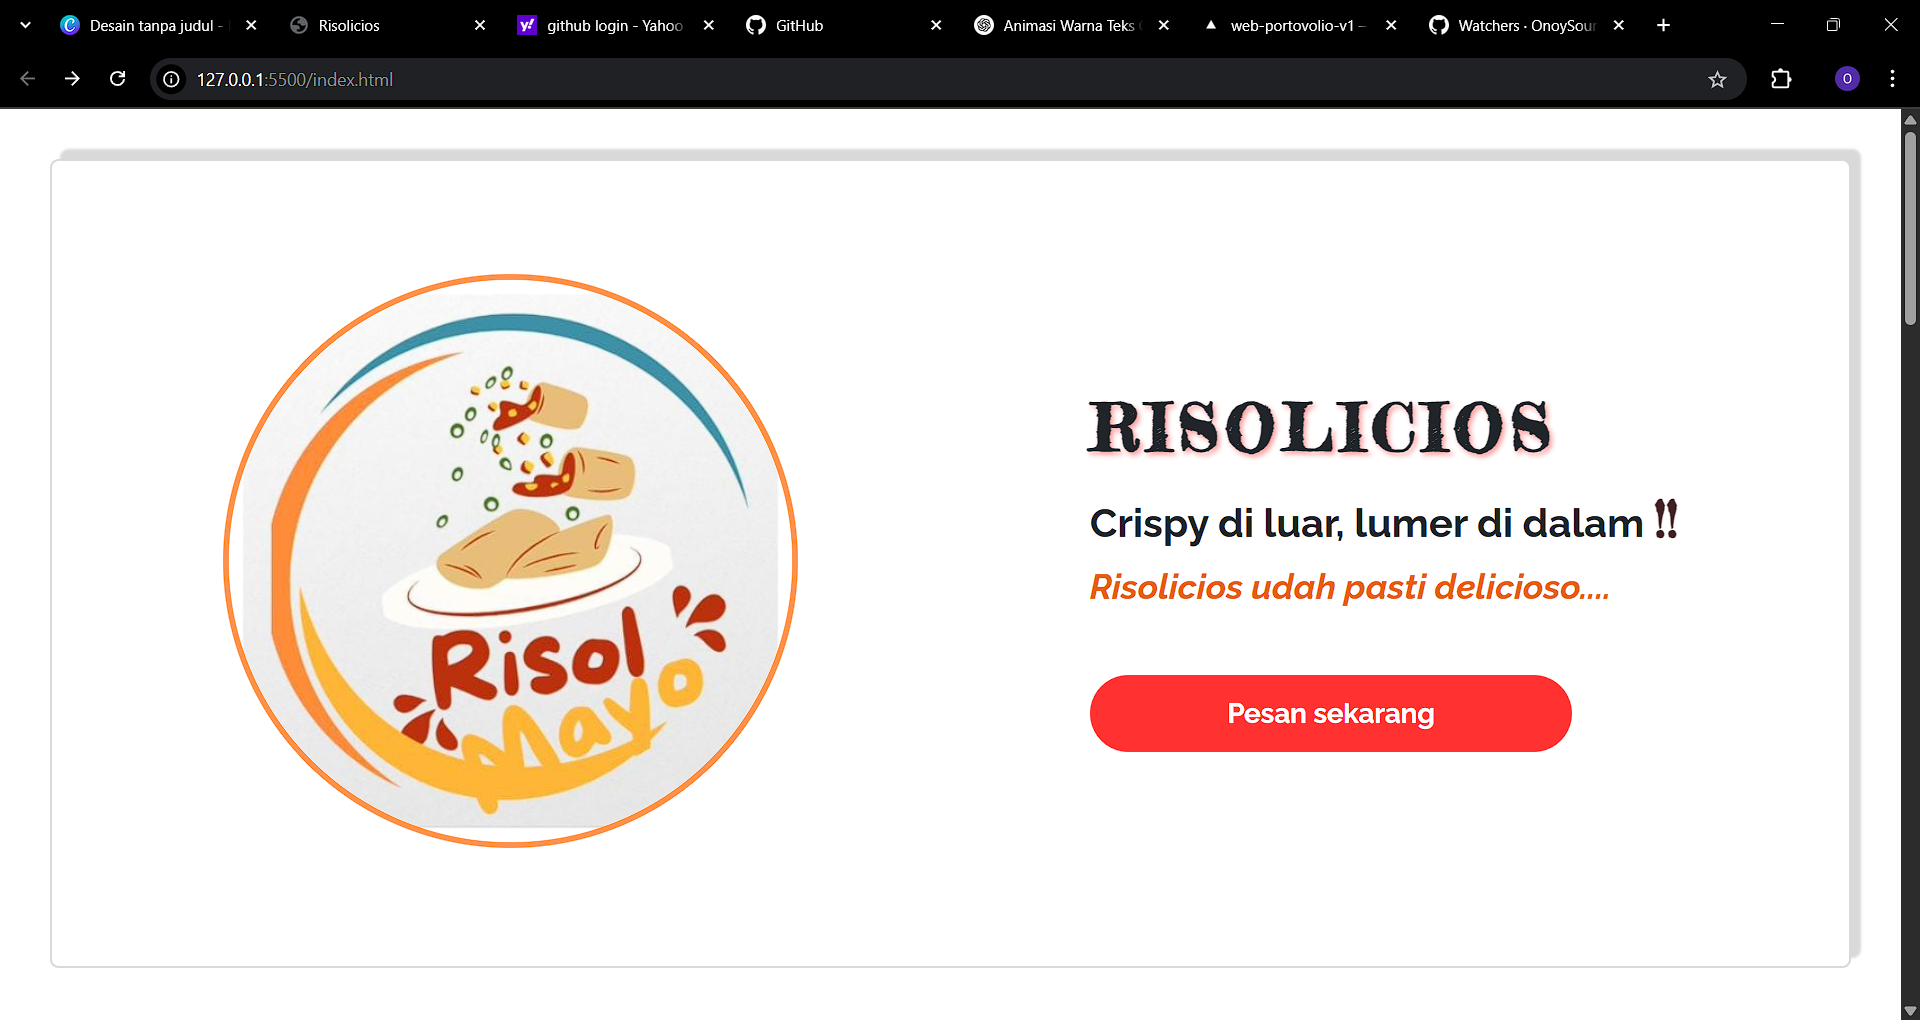 Desain tanpa judul -
Risolicios
github login - Yahoo
GitHub
Animasi Warna Teks
web-portovolio-v1 –
Watchers · OnoySour
127.0.0.1:5500/index.html
O
RISOLICIOS
Crispy di luar, lumer di dalam ‼
Risolicios udah pasti delicioso....
Pesan sekarang
Risol
Mayo